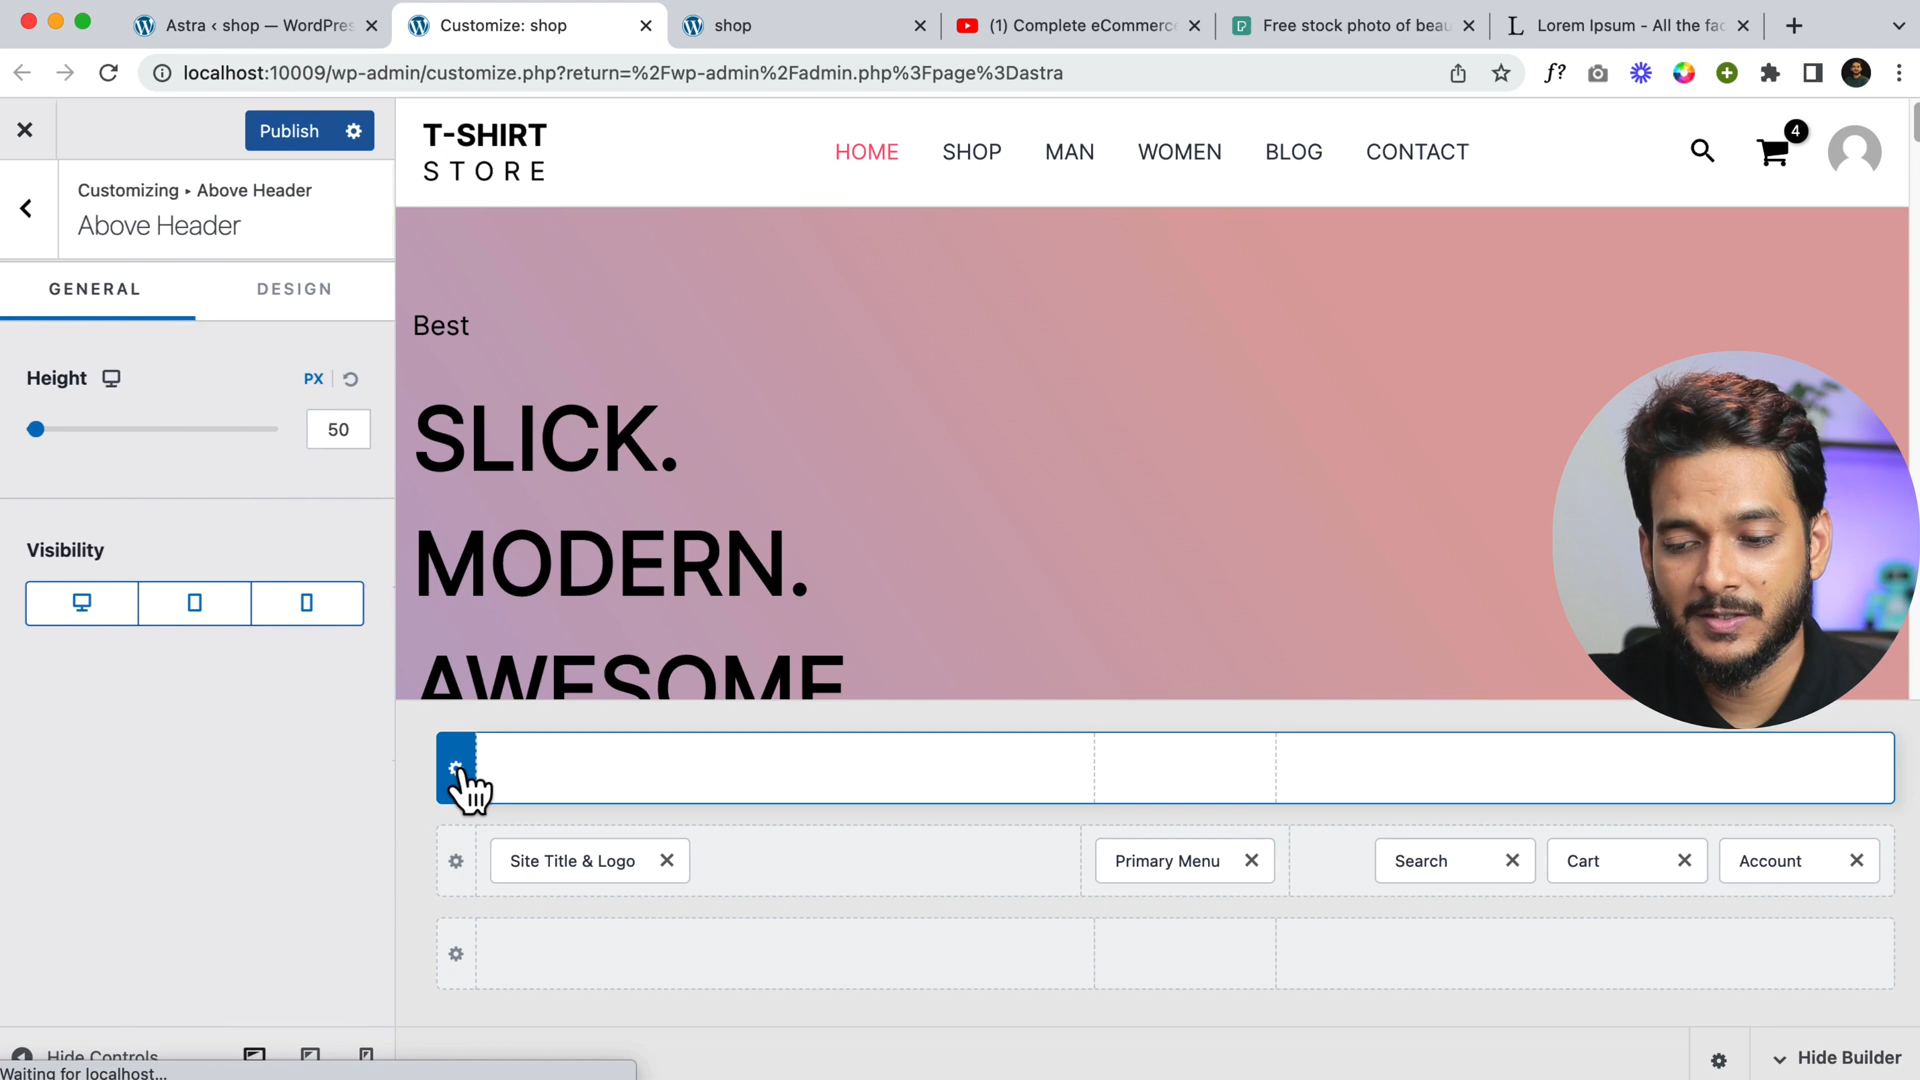 Astra ‹ shop — WordPres
Customize: shop
shop
(1) Complete eCommerce
Free stock photo of beau
Lorem Ipsum - All the fac
localhost:10009/wp-admin/customize.php?return=%2Fwp-admin%2Fadmin.php%3Fpage%3Dastra
f?
Publish
Customizing ▸ Above Header
Above Header
GENERAL
DESIGN
Height
PX
50
Visibility
T-SHIRT
STORE
HOME
SHOP
MAN
WOMEN
BLOG
CONTACT
4
Best
SLICK.
MODERN.
AWESOME
Site Title & Logo
Primary Menu
Search
Cart
Account
Hide Controls
Hide Builder
Waiting for localhost...